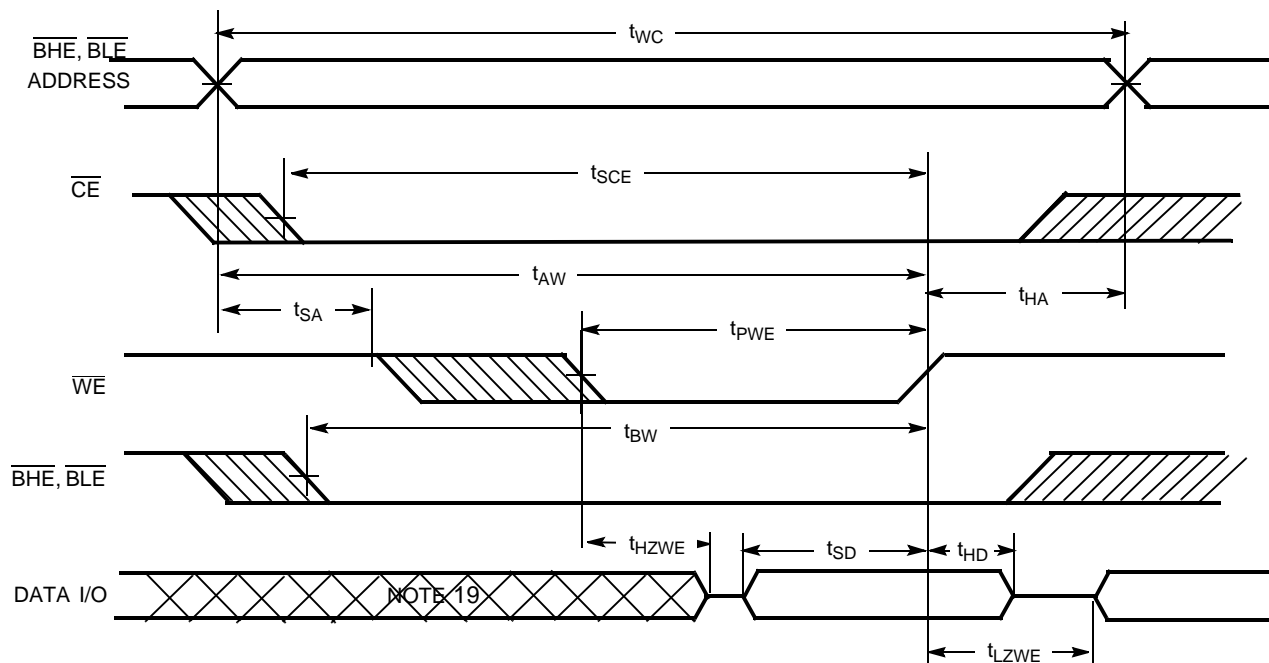 tWC
BHE, BLE
ADDRESS
tSCE
CE
tAW
tSA
tHA
tPWE
WE
tBW
BHE, BLE
tHZWE
tSD
tHD
DATA I/O
NOTE 19
tLZWE